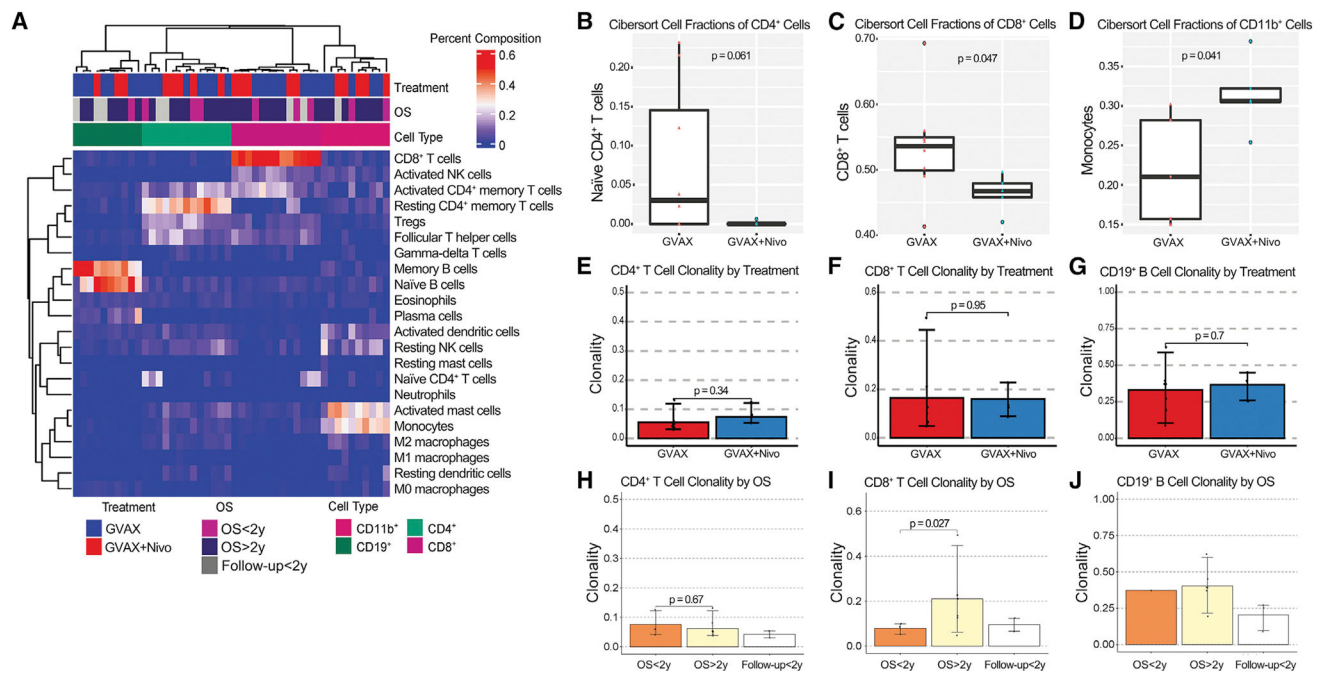 A
Percent Composition
0.6
0.4
0.2
0
Treatment
OS
Cell Type
CD8⁺ T cells
Activated NK cells
Activated CD4⁺ memory T cells
Resting CD4⁺ memory T cells
Tregs
Follicular T helper cells
Gamma-delta T cells
Memory B cells
Naïve B cells
Eosinophils
Plasma cells
Activated dendritic cells
Resting NK cells
Resting mast cells
Naïve CD4⁺ T cells
Neutrophils
Activated mast cells
Monocytes
M2 macrophages
M1 macrophages
Resting dendritic cells
M0 macrophages
Treatment
GVAX
GVAX+Nivo
OS
OS<2y
OS>2y
Follow-up<2y
Cell Type
CD11b⁺
CD4⁺
CD19⁺
CD8⁺
B
Cibersort Cell Fractions of CD4⁺ Cells
p = 0.061
Naïve CD4⁺ T cells
0.20
0.15
0.10
0.05
0.00
GVAX
GVAX+Nivo
C
Cibersort Cell Fractions of CD8⁺ Cells
p = 0.047
CD8⁺ T cells
0.70
0.60
0.50
0.40
GVAX
GVAX+Nivo
D
Cibersort Cell Fractions of CD11b⁺ Cells
p = 0.041
Monocytes
0.35
0.30
0.25
0.20
0.15
GVAX
GVAX+Nivo
E
CD4⁺ T Cell Clonality by Treatment
p = 0.34
Clonality
0.5
0.4
0.3
0.2
0.1
0.0
GVAX
GVAX+Nivo
F
CD8⁺ T Cell Clonality by Treatment
p = 0.95
Clonality
0.6
0.4
0.2
0.0
GVAX
GVAX+Nivo
G
CD19⁺ B Cell Clonality by Treatment
p = 0.7
Clonality
1.00
0.75
0.50
0.25
0.00
GVAX
GVAX+Nivo
H
CD4⁺ T Cell Clonality by OS
p = 0.67
Clonality
0.5
0.4
0.3
0.2
0.1
0.0
OS<2y
OS>2y
Follow-up<2y
I
CD8⁺ T Cell Clonality by OS
p = 0.027
Clonality
0.6
0.4
0.2
0.0
OS<2y
OS>2y
Follow-up<2y
J
CD19⁺ B Cell Clonality by OS
Clonality
1.00
0.75
0.50
0.25
0.00
OS<2y
OS>2y
Follow-up<2y